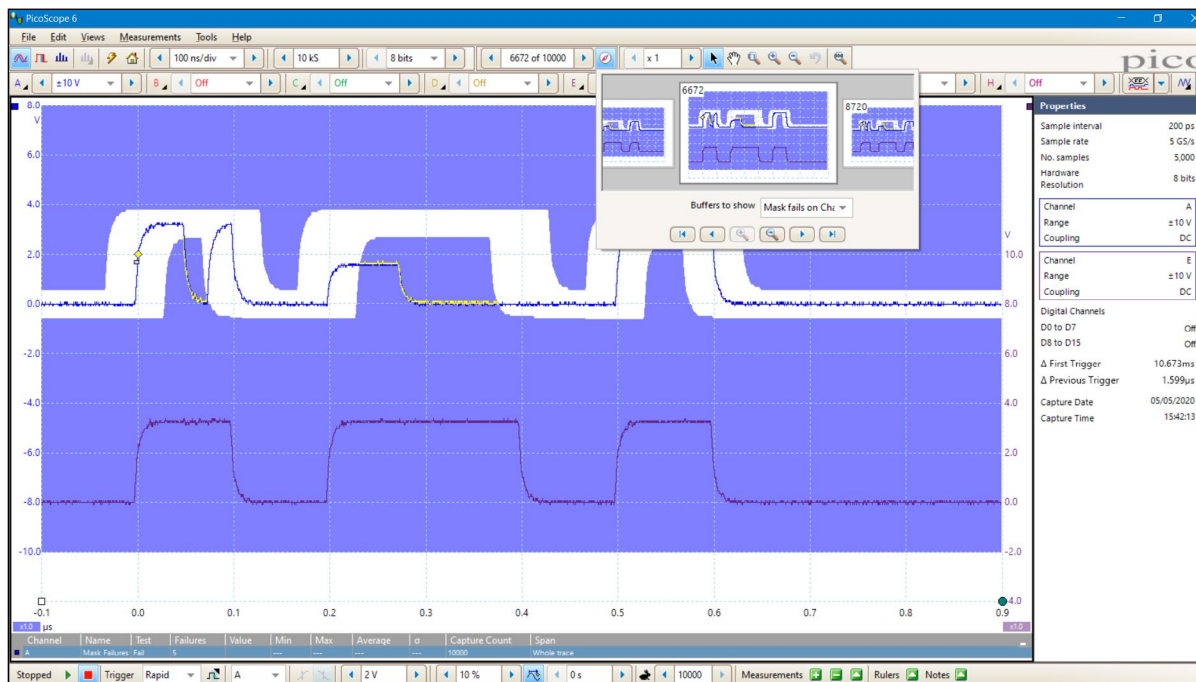 PicoScope 6
File Edit Views Measurements Tools Help
100 ns/div 10 kS 8 bits 6672 of 10000 x 1
pico
A ±10 V B Off C Off D Off E H Off
6672
8720
Buffers to show Mask fails on Cha
Properties
Sample interval 200 ps
Sample rate 5 GS/s
No. samples 5,000
Hardware Resolution 8 bits
Channel A
Range ±10 V
Coupling DC
Channel E
Range ±10 V
Coupling DC
Digital Channels
D0 to D7 Off
D8 to D15 Off
Δ First Trigger 10.673ms
Δ Previous Trigger 1.599µs
Capture Date 05/05/2020
Capture Time 15:42:13
8.0
V
6.0
4.0
2.0
0.0
-2.0
-4.0
-6.0
-8.0
-10.0
V
10.0
8.0
6.0
4.0
2.0
0.0
-2.0
-4.0
-0.1 0.0 0.1 0.2 0.3 0.4 0.5 0.6 0.7 0.8 0.9
x1.0 µs x1.0
Channel Name Test Failures Value Min Max Average σ Capture Count Span
A Mask Failures Fail 5 --- --- --- --- --- 10000 Whole trace
Stopped Trigger Rapid A 2 V 10 % 0 s 10000 Measurements Rulers Notes